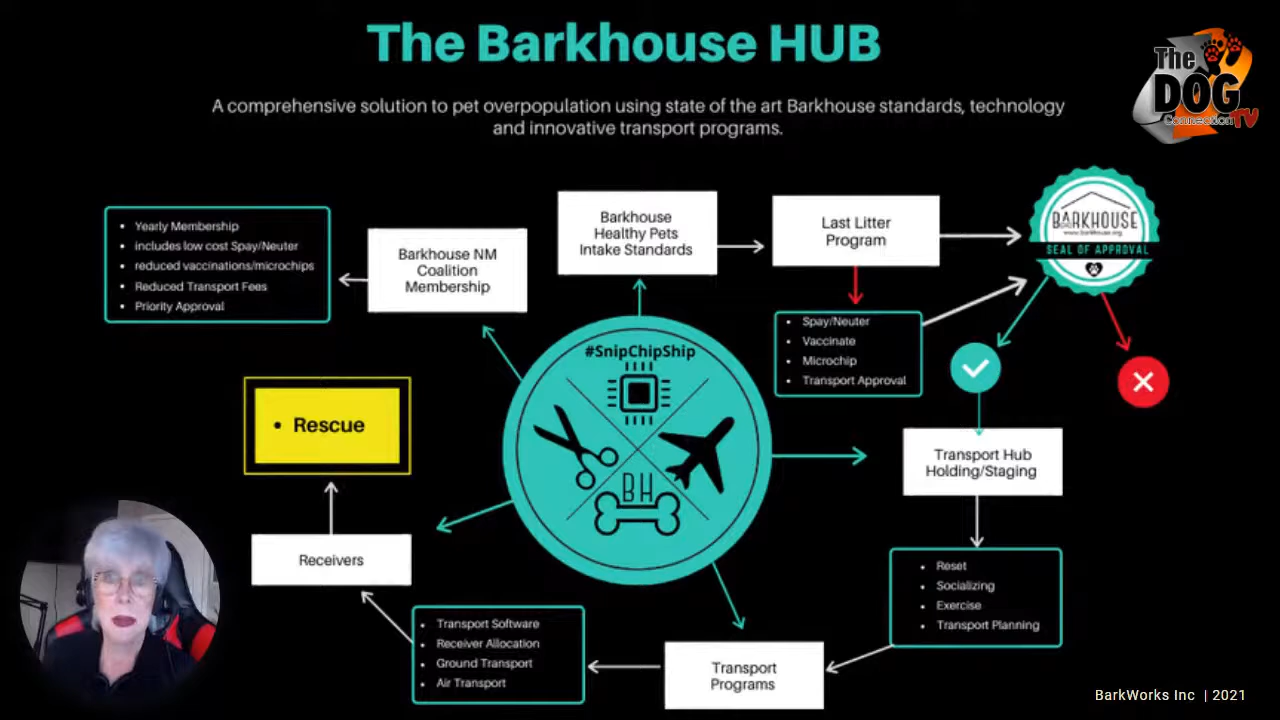 The Barkhouse HUB
A comprehensive solution to pet overpopulation using state of the art Barkhouse standards, technology
and innovative transport programs.
The
DOG
Connection TV
Yearly Membership
includes low cost Spay/Neuter
reduced vaccinations/microchips
Reduced Transport Fees
Priority Approval
Barkhouse NM
Coalition
Membership
Barkhouse
Healthy Pets
Intake Standards
Last Litter
Program
BARKHOUSE
www.barkhouse.org
SEAL OF APPROVAL
Spay/Neuter
Vaccinate
Microchip
Transport Approval
#SnipChipShip
BH
• Rescue
Transport Hub
Holding/Staging
Receivers
Reset
Socializing
Exercise
Transport Planning
Transport Software
Receiver Allocation
Ground Transport
Air Transport
Transport
Programs
BarkWorks Inc | 2021